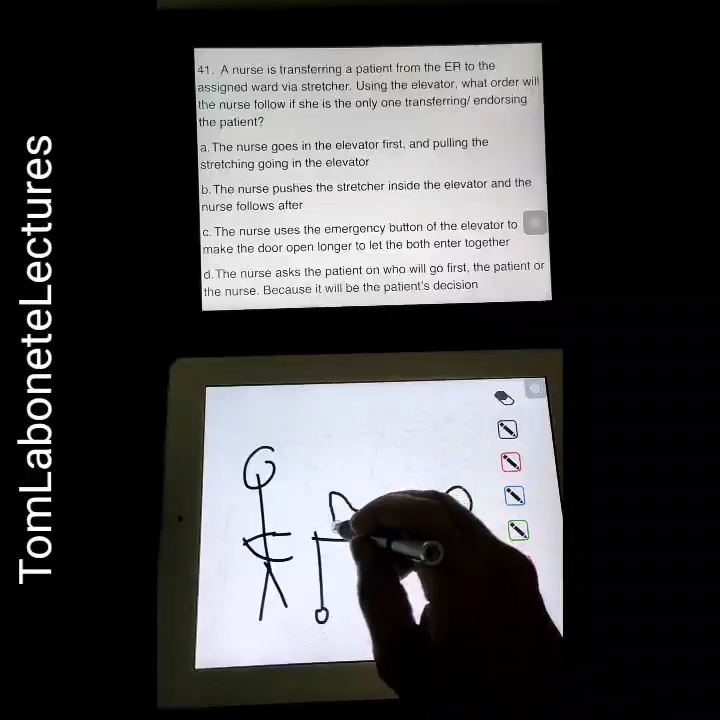 TomLaboneteLectures
41. A nurse is transferring a patient from the ER to the
assigned ward via stretcher. Using the elevator, what order will
the nurse follow if she is the only one transferring/ endorsing
the patient?
a. The nurse goes in the elevator first, and pulling the
stretching going in the elevator
b. The nurse pushes the stretcher inside the elevator and the
nurse follows after
c. The nurse uses the emergency button of the elevator to
make the door open longer to let the both enter together
d. The nurse asks the patient on who will go first, the patient or
the nurse. Because it will be the patient's decision